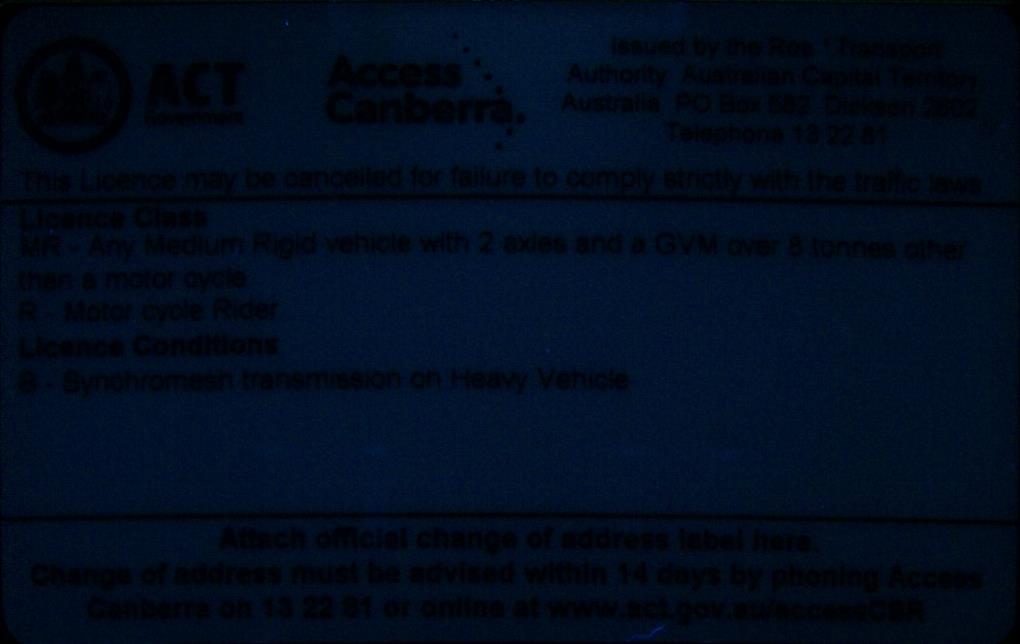 ACT
Government
Access
Canberra.
Issued by the Roa Transport
Authority Australian Capital Territory
Australia PO Box 582 Dickson 2602
Telephone 13 22 81
This Licence may be cancelled for failure to comply strictly with the traffic laws
Licence Class
MR - Any Medium Rigid vehicle with 2 axles and a GVM over 8 tonnes other
than a motor cycle
R - Motor cycle Rider
Licence Conditions
- Synchromesh transmission on Heavy Vehicle
Attach official change of address label here.
Change of address must be advised within 14 days by phoning Access
Canberra on 13 22 81 or online at www.act.gov.au/accessCBR